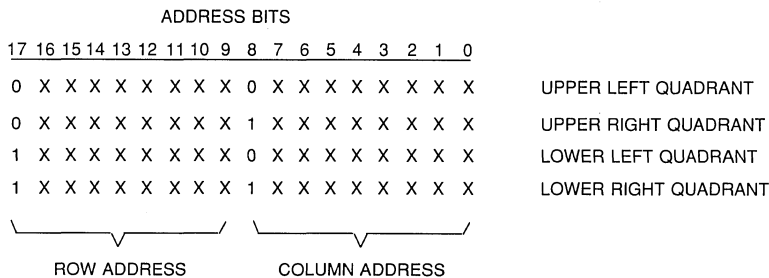 ADDRESS BITS
17 16 15 14 13 12 11 10 9 8 7 6 5 4 3 2 1 0
0 X X X X X X X X 0 X X X X X X X X UPPER LEFT QUADRANT
0 X X X X X X X X 1 X X X X X X X X UPPER RIGHT QUADRANT
1 X X X X X X X X 0 X X X X X X X X LOWER LEFT QUADRANT
1 X X X X X X X X 1 X X X X X X X X LOWER RIGHT QUADRANT
ROW ADDRESS COLUMN ADDRESS